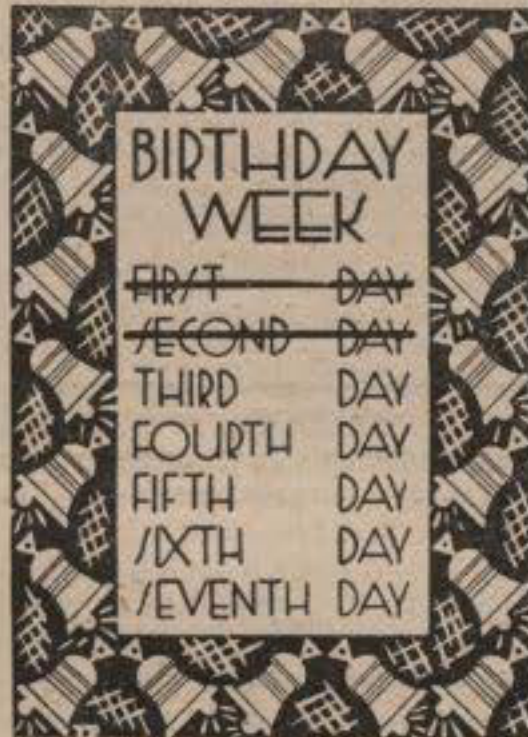 BIRTHDAY
WEEK
FIRST DAY
SECOND DAY
THIRD DAY
FOURTH DAY
FIFTH DAY
SIXTH DAY
SEVENTH DAY